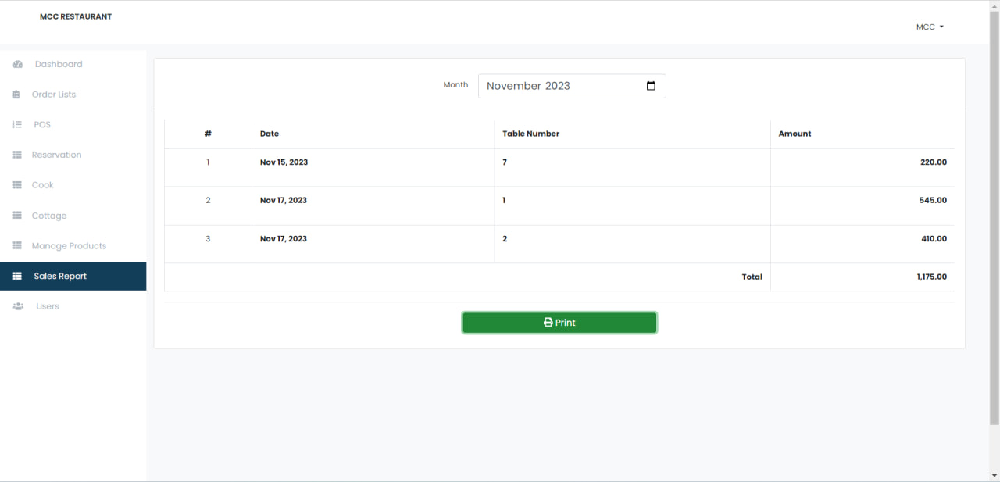 MCC RESTAURANT
MCC
Dashboard
Order Lists
POS
Reservation
Cook
Cottage
Manage Products
Sales Report
Users
Month November 2023
# Date Table Number Amount
1 Nov 15, 2023 7 220.00
2 Nov 17, 2023 1 545.00
3 Nov 17, 2023 2 410.00
Total 1,175.00
Print